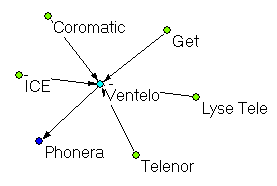 Coromatic
Get
ICE
Ventelo
Lyse Tele
Phonera
Telenor